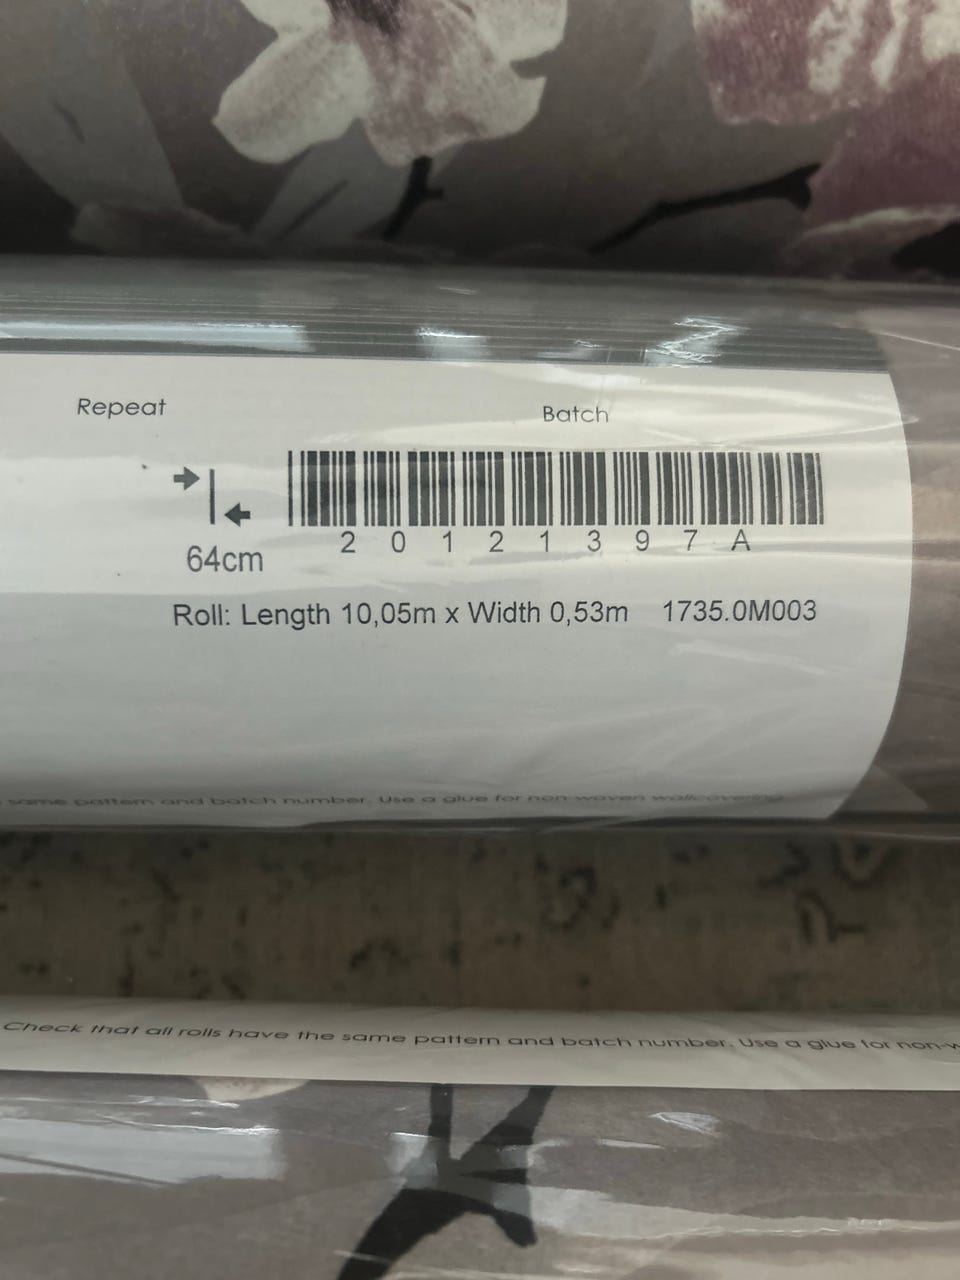 Repeat
Batch
64cm
20121397A
Roll: Length 10,05m x Width 0,53m 1735.0M003
same pattern and batch number. Use a glue for non-woven wallcovering
Check that all rolls have the same pattern and batch number. Use a glue for non-w